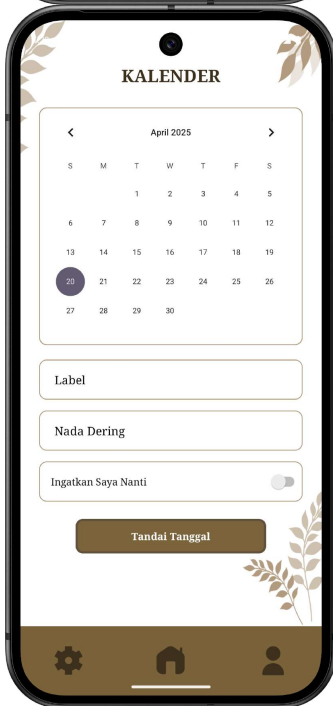 KALENDER
April 2025
S M T W T F S
1 2 3 4 5
6 7 8 9 10 11 12
13 14 15 16 17 18 19
20 21 22 23 24 25 26
27 28 29 30
Label
Nada Dering
Ingatkan Saya Nanti
Tandai Tanggal